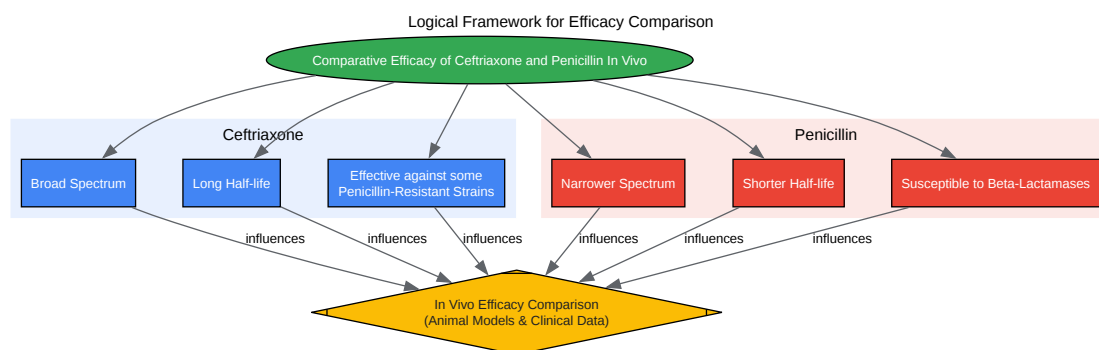 Logical Framework for Efficacy Comparison
Comparative Efficacy of Ceftriaxone and Penicillin In Vivo
Ceftriaxone
Penicillin
Broad Spectrum
Long Half-life
Effective against some
Penicillin-Resistant Strains
Narrower Spectrum
Shorter Half-life
Susceptible to Beta-Lactamases
influences
influences
influences
influences
influences
influences
In Vivo Efficacy Comparison
(Animal Models & Clinical Data)